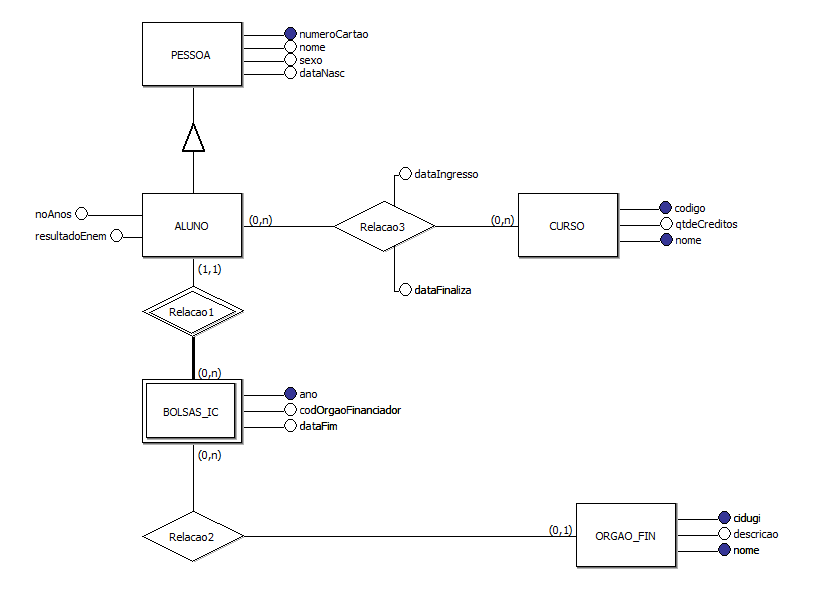 PESSOA
numeroCartao
nome
sexo
dataNasc
dataIngresso
noAnos
resultadoEnem
ALUNO
(0,n)
Relacao3
(0,n)
CURSO
codigo
qtdeCreditos
nome
(1,1)
dataFinaliza
Relacao1
(0,n)
BOLSAS_IC
ano
codOrgaoFinanciador
dataFim
(0,n)
Relacao2
(0,1)
ORGAO_FIN
cidugi
descricao
nome